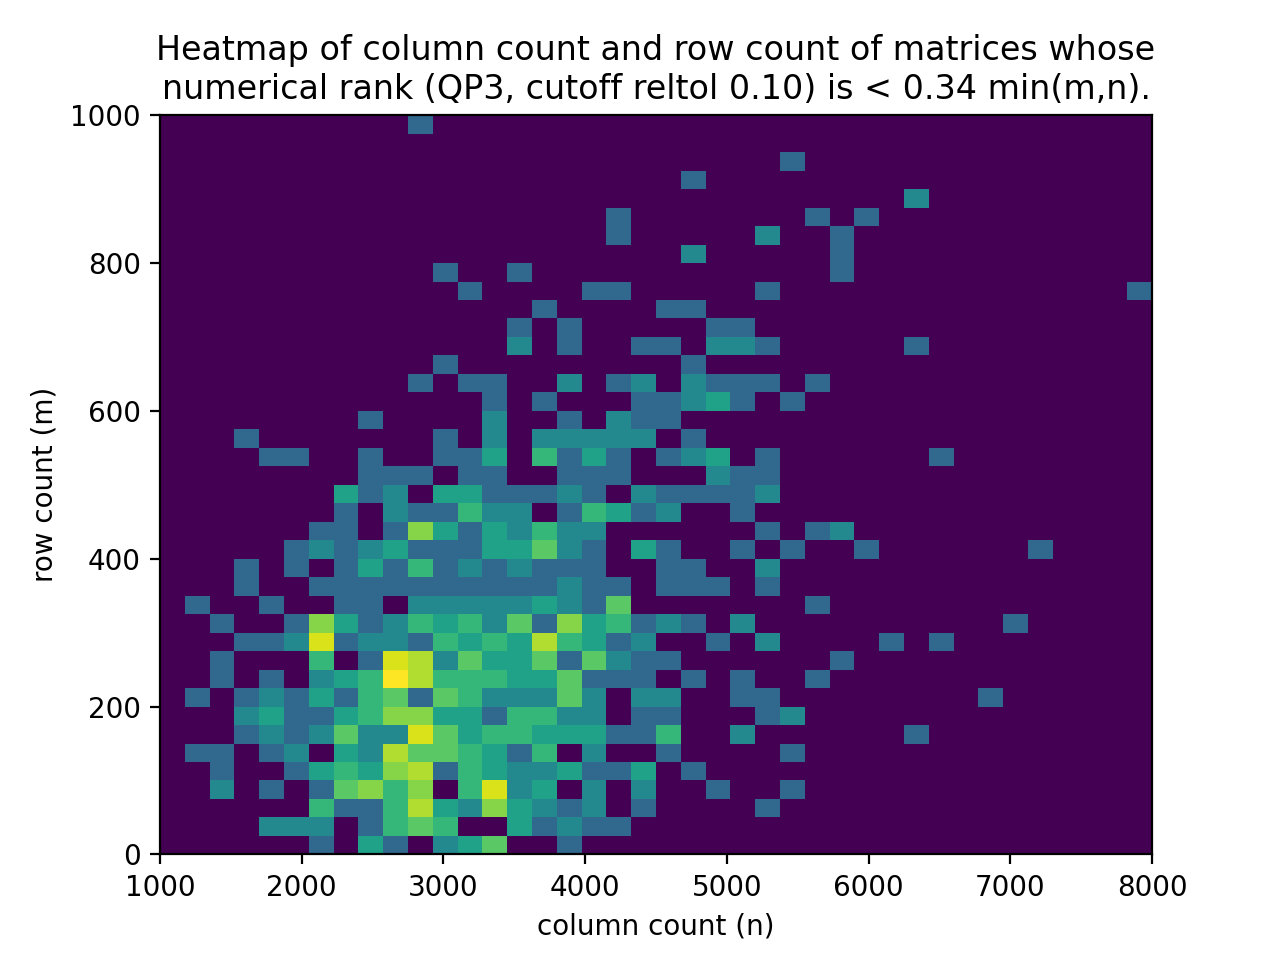 Heatmap of column count and row count of matrices whose
numerical rank (QP3, cutoff reltol 0.10) is < 0.34 min(m,n).
1000
800
600
400
200
0
row count (m)
1000 2000 3000 4000 5000 6000 7000 8000
column count (n)